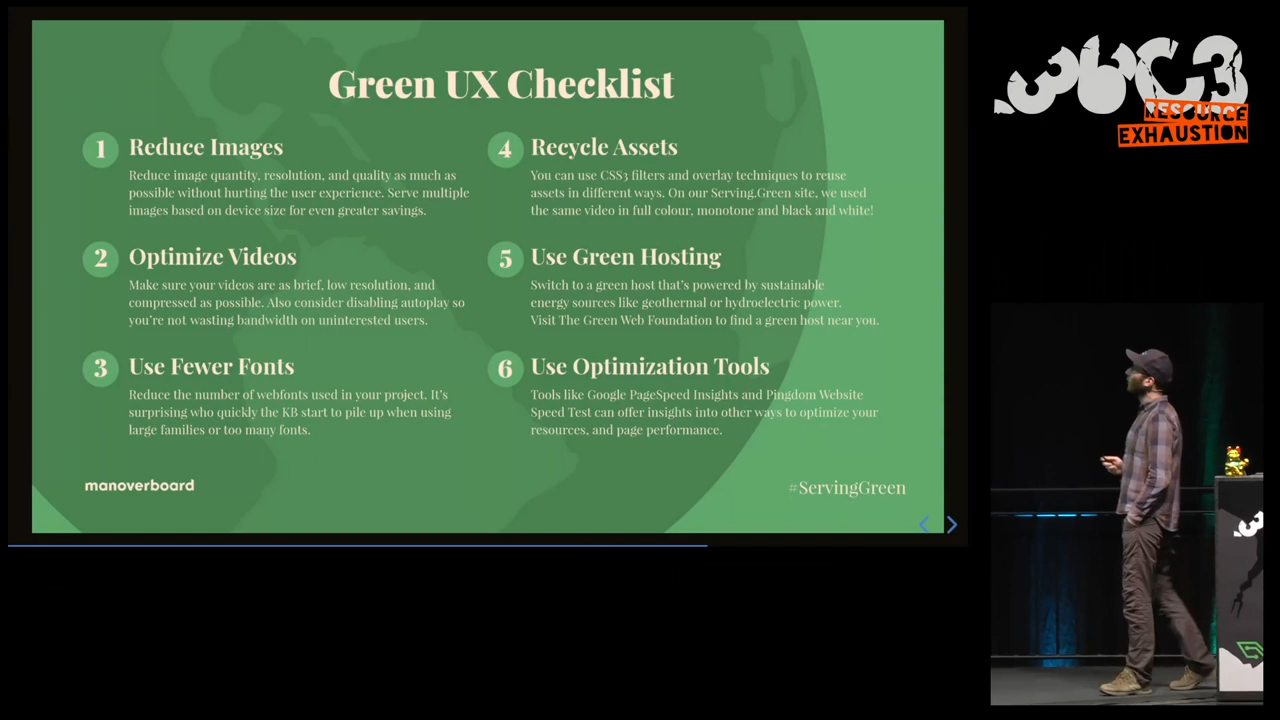 Green UX Checklist
1
Reduce Images
Reduce image quantity, resolution, and quality as much as
possible without hurting the user experience. Serve multiple
images based on device size for even greater savings.
2
Optimize Videos
Make sure your videos are as brief, low resolution, and
compressed as possible. Also consider disabling autoplay so
you're not wasting bandwidth on uninterested users.
3
Use Fewer Fonts
Reduce the number of webfonts used in your project. It's
surprising who quickly the KB start to pile up when using
large families or too many fonts.
4
Recycle Assets
You can use CSS3 filters and overlay techniques to reuse
assets in different ways. On our Serving.Green site, we used
the same video in full colour, monotone and black and white!
5
Use Green Hosting
Switch to a green host that's powered by sustainable
energy sources like geothermal or hydroelectric power.
Visit The Green Web Foundation to find a green host near you.
6
Use Optimization Tools
Tools like Google PageSpeed Insights and Pingdom Website
Speed Test can offer insights into other ways to optimize your
resources, and page performance.
manoverboard
#ServingGreen
36C3
RESOURCE
EXHAUSTION